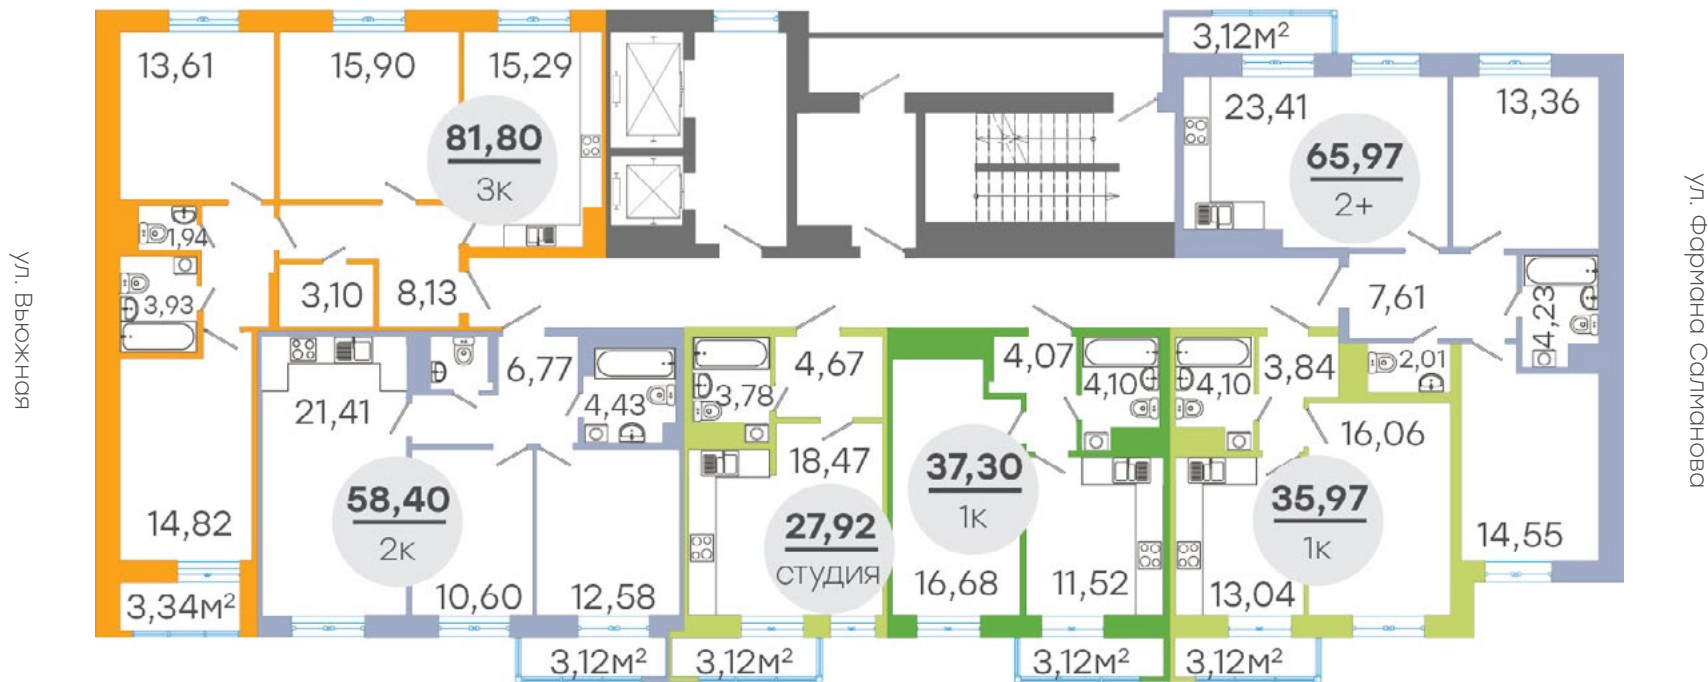 ул. Вьюжная
13,61
15,90
15,29
81,80
3к
1,94
3,93
3,10
8,13
14,82
3,34м²
21,41
6,77
4,43
58,40
2к
10,60
12,58
3,12м²
3,78
4,67
18,47
27,92
студия
3,12м²
4,07
4,10
37,30
1к
16,68
11,52
3,12м²
4,10
3,84
2,01
16,06
35,97
1к
13,04
3,12м²
3,12м²
23,41
13,36
65,97
2+
7,61
4,23
14,55
ул. Фармана Салманова